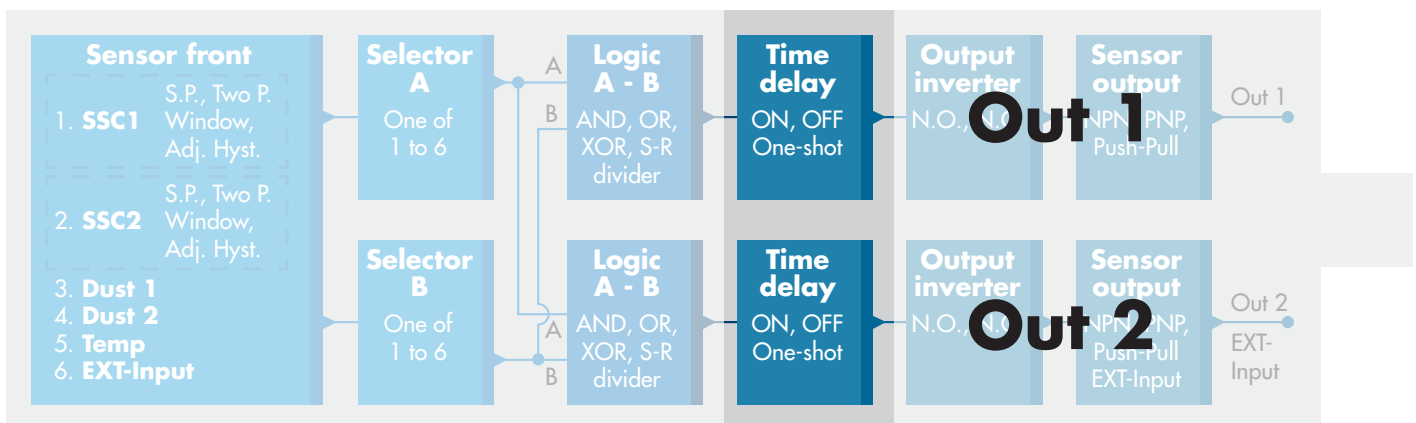 Sensor front
1. SSC1
S.P., Two P.
Window,
Adj. Hyst.
2. SSC2
S.P., Two P.
Window,
Adj. Hyst.
3. Dust 1
4. Dust 2
5. Temp
6. EXT-Input
Selector
A
One of
1 to 6
Selector
B
One of
1 to 6
A
B
Logic
A - B
AND, OR,
XOR, S-R
divider
A
B
Logic
A - B
AND, OR,
XOR, S-R
divider
Time
delay
ON, OFF
One-shot
Time
delay
ON, OFF
One-shot
Output
inverter
N.O.,
Sensor
output
NPN, PNP,
Push-Pull
Out 1
Out 1
Output
inverter
N.O.,
Sensor
output
NPN, PNP,
Push-Pull
EXT-Input
Out 2
Out 2
EXT-
Input